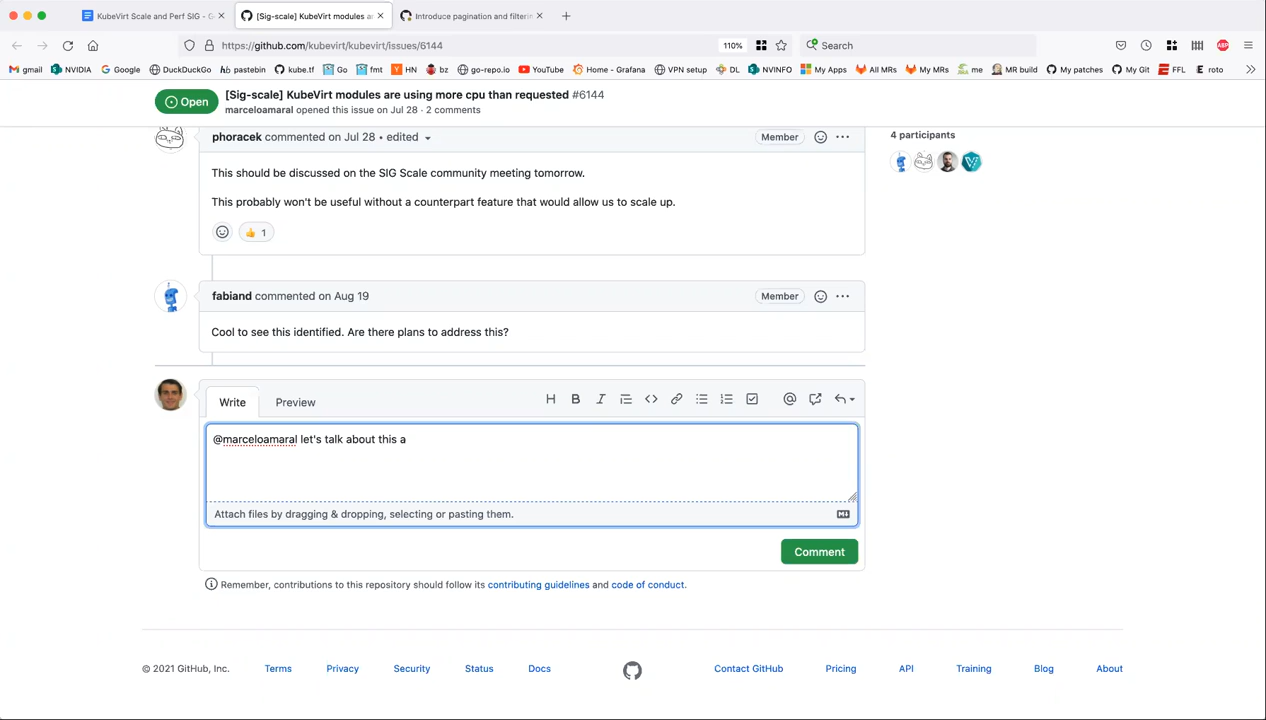 KubeVirt Scale and Perf SIG - G
[Sig-scale] KubeVirt modules a
Introduce pagination and filterin
https://github.com/kubevirt/kubevirt/issues/6144
110%
Search
gmail
NVIDIA
Google
DuckDuckGo
pastebin
kube.tf
Go
fmt
HN
bz
go-repo.io
YouTube
Home - Grafana
VPN setup
DL
NVINFO
My Apps
All MRs
My MRs
me
MR build
My patches
My Git
FFL
roto
Open
[Sig-scale] KubeVirt modules are using more cpu than requested #6144
marceloamaral opened this issue on Jul 28 · 2 comments
phoracek commented on Jul 28 • edited
Member
4 participants
This should be discussed on the SIG Scale community meeting tomorrow.
This probably won't be useful without a counterpart feature that would allow us to scale up.
👍 1
fabiand commented on Aug 19
Member
Cool to see this identified. Are there plans to address this?
Write
Preview
@marceloamaral let's talk about this a
Attach files by dragging & dropping, selecting or pasting them.
Comment
Remember, contributions to this repository should follow its contributing guidelines and code of conduct.
© 2021 GitHub, Inc.
Terms
Privacy
Security
Status
Docs
Contact GitHub
Pricing
API
Training
Blog
About